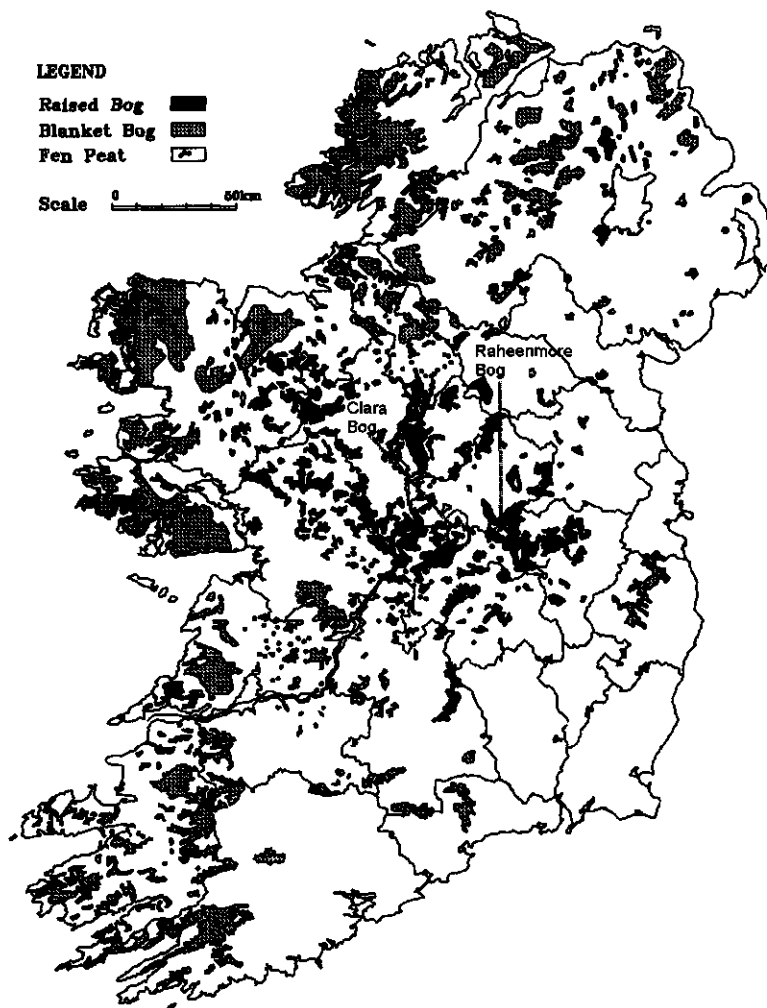 LEGEND
Raised Bog
Blanket Bog
Fen Peat
Scale 0 50km
Raheenmore
Bog
Clara
Bog